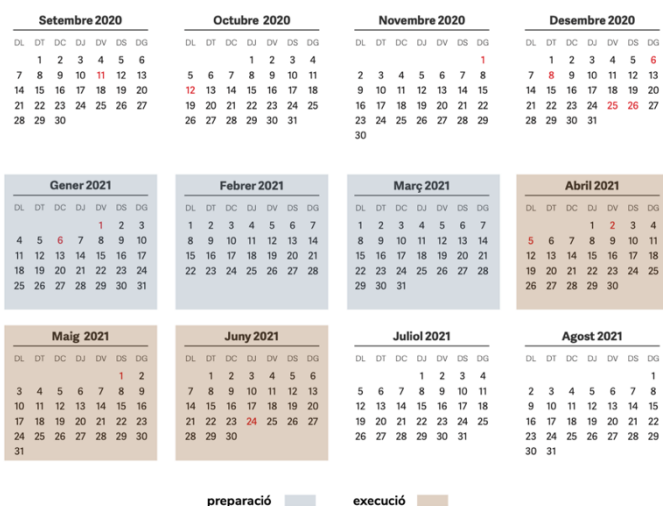 Setembre 2020 Octubre 2020 Novembre 2020 Desembre 2020
DL DT DC DJ DV DS DG DL DT DC DJ DV DS DG DL DT DC DJ DV DS DG DL DT DC DJ DV DS DG
1 2 3 4 5 6 1 2 3 4 1 1 2 3 4 5 6
7 8 9 10 11 12 13 5 6 7 8 9 10 11 2 3 4 5 6 7 8 7 8 9 10 11 12 13
14 15 16 17 18 19 20 12 13 14 15 16 17 18 9 10 11 12 13 14 15 14 15 16 17 18 19 20
21 22 23 24 25 26 27 19 20 21 22 23 24 25 16 17 18 19 20 21 22 21 22 23 24 25 26 27
28 29 30 26 27 28 29 30 31 23 24 25 26 27 28 29 28 29 30 31
30
Gener 2021 Febrer 2021 Març 2021 Abril 2021
DL DT DC DJ DV DS DG DL DT DC DJ DV DS DG DL DT DC DJ DV DS DG DL DT DC DJ DV DS DG
1 2 3 1 2 3 4 5 6 7 1 2 3 4 5 6 7 1 2 3 4
4 5 6 7 8 9 10 8 9 10 11 12 13 14 8 9 10 11 12 13 14 5 6 7 8 9 10 11
11 12 13 14 15 16 17 15 16 17 18 19 20 21 15 16 17 18 19 20 21 12 13 14 15 16 17 18
18 19 20 21 22 23 24 22 23 24 25 26 27 28 22 23 24 25 26 27 28 19 20 21 22 23 24 25
25 26 27 28 29 30 31 29 30 31 26 27 28 29 30
Maig 2021 Juny 2021 Juliol 2021 Agost 2021
DL DT DC DJ DV DS DG DL DT DC DJ DV DS DG DL DT DC DJ DV DS DG DL DT DC DJ DV DS DG
1 2 1 2 3 4 5 6 1 2 3 4 1
3 4 5 6 7 8 9 7 8 9 10 11 12 13 5 6 7 8 9 10 11 2 3 4 5 6 7 8
10 11 12 13 14 15 16 14 15 16 17 18 19 20 12 13 14 15 16 17 18 9 10 11 12 13 14 15
17 18 19 20 21 22 23 21 22 23 24 25 26 27 19 20 21 22 23 24 25 16 17 18 19 20 21 22
24 25 26 27 28 29 30 28 29 30 26 27 28 29 30 31 23 24 25 26 27 28 29
31 30 31
preparació execució